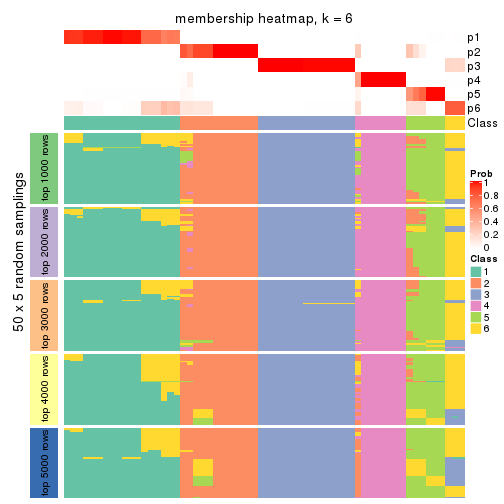 membership heatmap, k = 6
p1
p2
p3
p4
p5
p6
Class
50 x 5 random samplings
top 1000 rows
top 2000 rows
top 3000 rows
top 4000 rows
top 5000 rows
Prob
1
0.8
0.6
0.4
0.2
0
Class
1
2
3
4
5
6